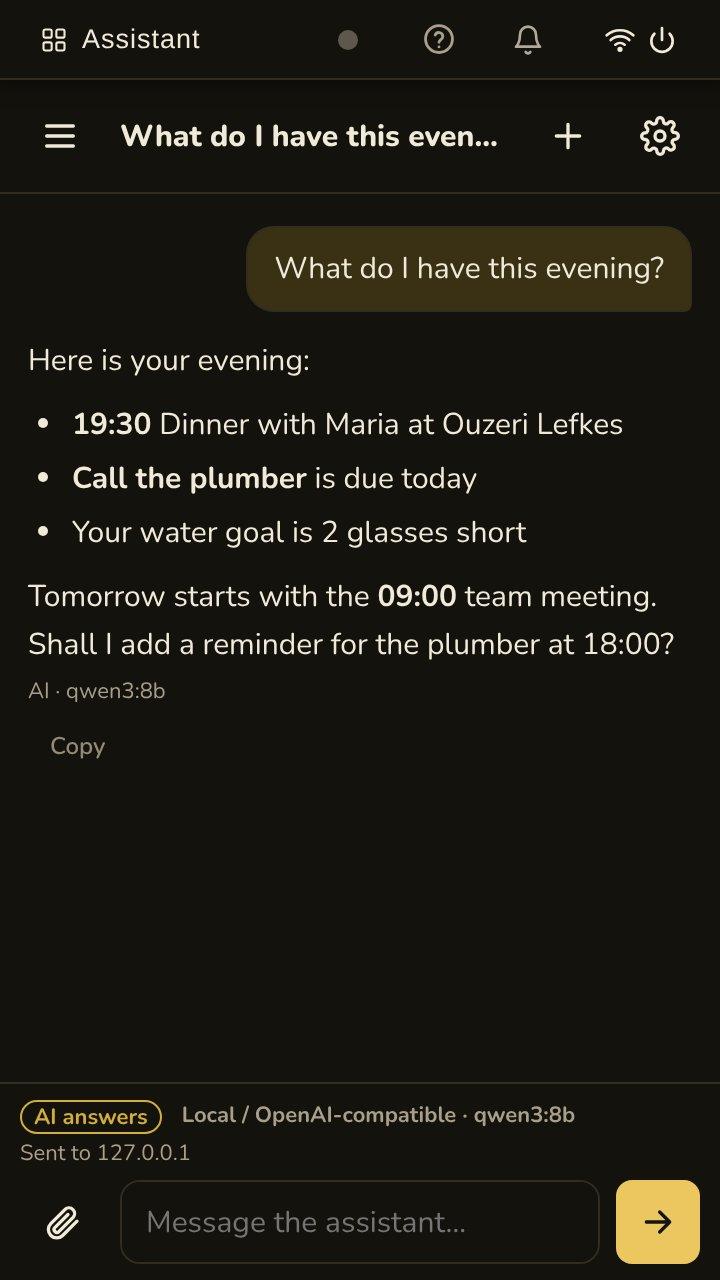 Assistant
What do I have this even...
What do I have this evening?
Here is your evening:
• 19:30 Dinner with Maria at Ouzeri Lefkes
• Call the plumber is due today
• Your water goal is 2 glasses short
Tomorrow starts with the 09:00 team meeting.
Shall I add a reminder for the plumber at 18:00?
AI · qwen3:8b
Copy
AI answers Local / OpenAI-compatible · qwen3:8b
Sent to 127.0.0.1
Message the assistant...